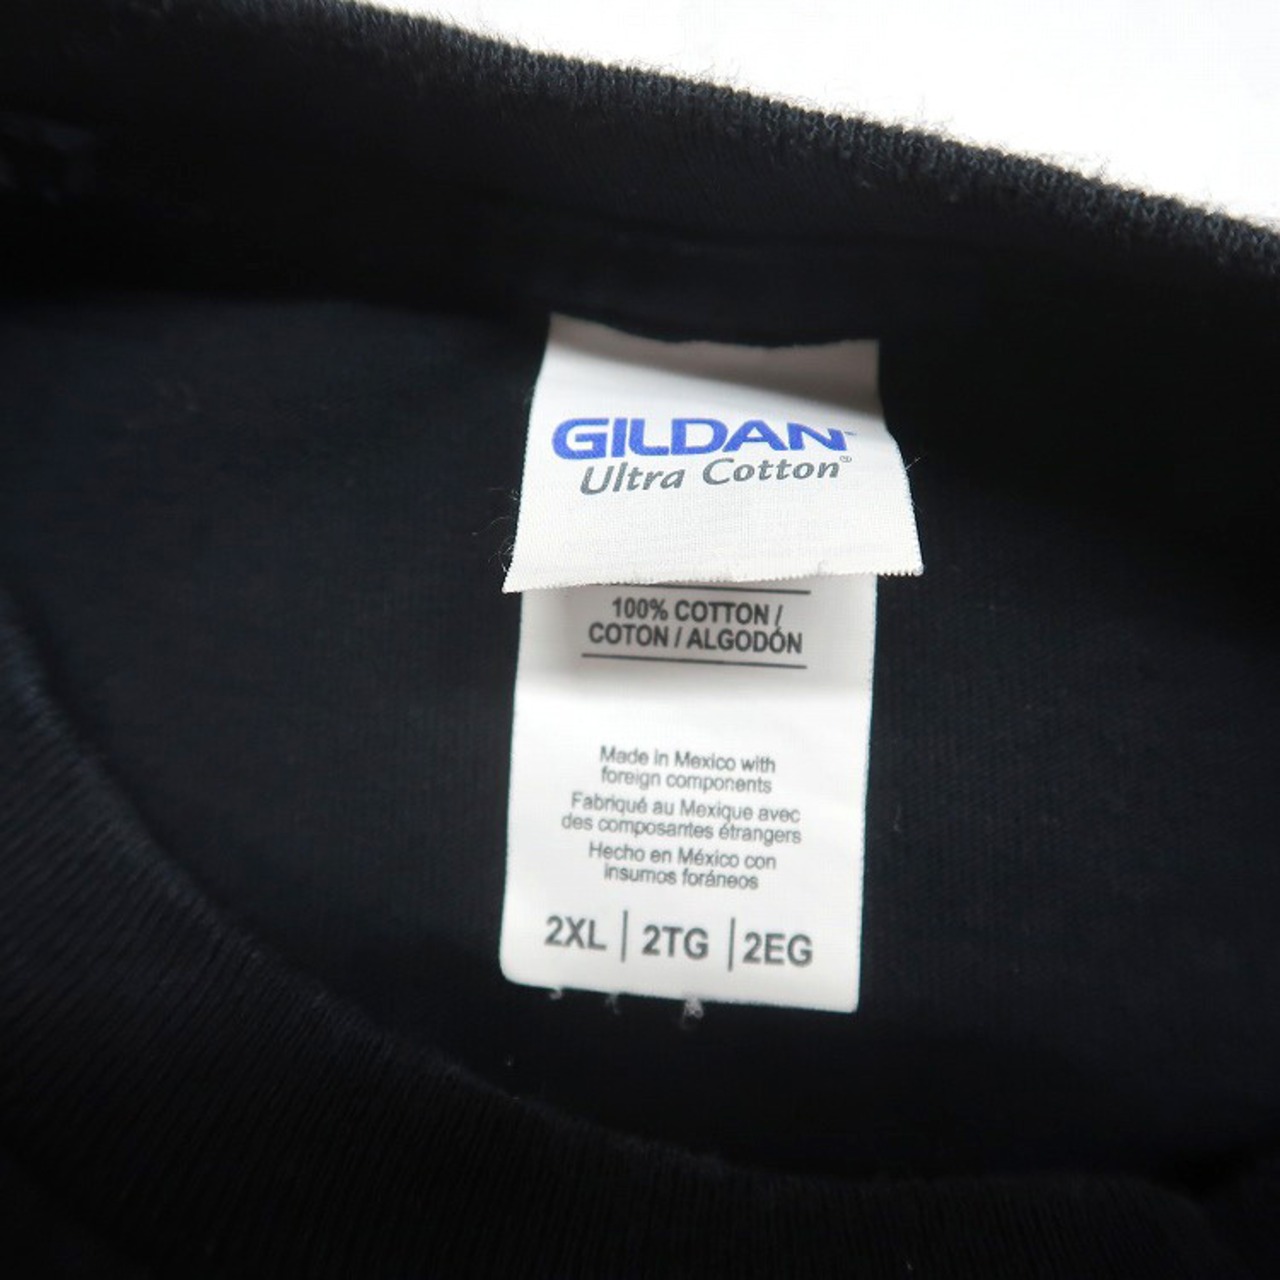 GILDAN™
Ultra Cotton®
100% COTTON /
COTON / ALGODÓN
Made in Mexico with
foreign components
Fabriqué au Mexique avec
des composantes étrangers
Hecho en México con
insumos foráneos
2XL | 2TG | 2EG